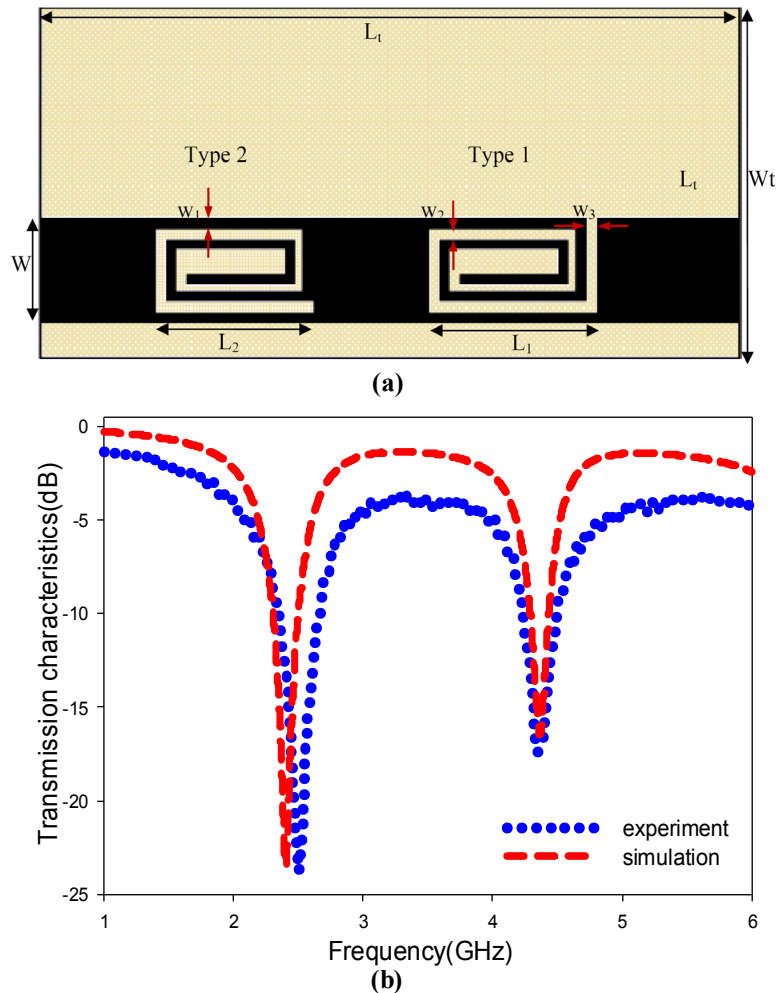 Lt
Type 2
Type 1
Lt
Wt
W1
W2
W3
W
L2
L1
(a)
0
-5
-10
-15
-20
-25
Transmission characteristics(dB)
experiment
simulation
1 2 3 4 5 6
Frequency(GHz)
(b)